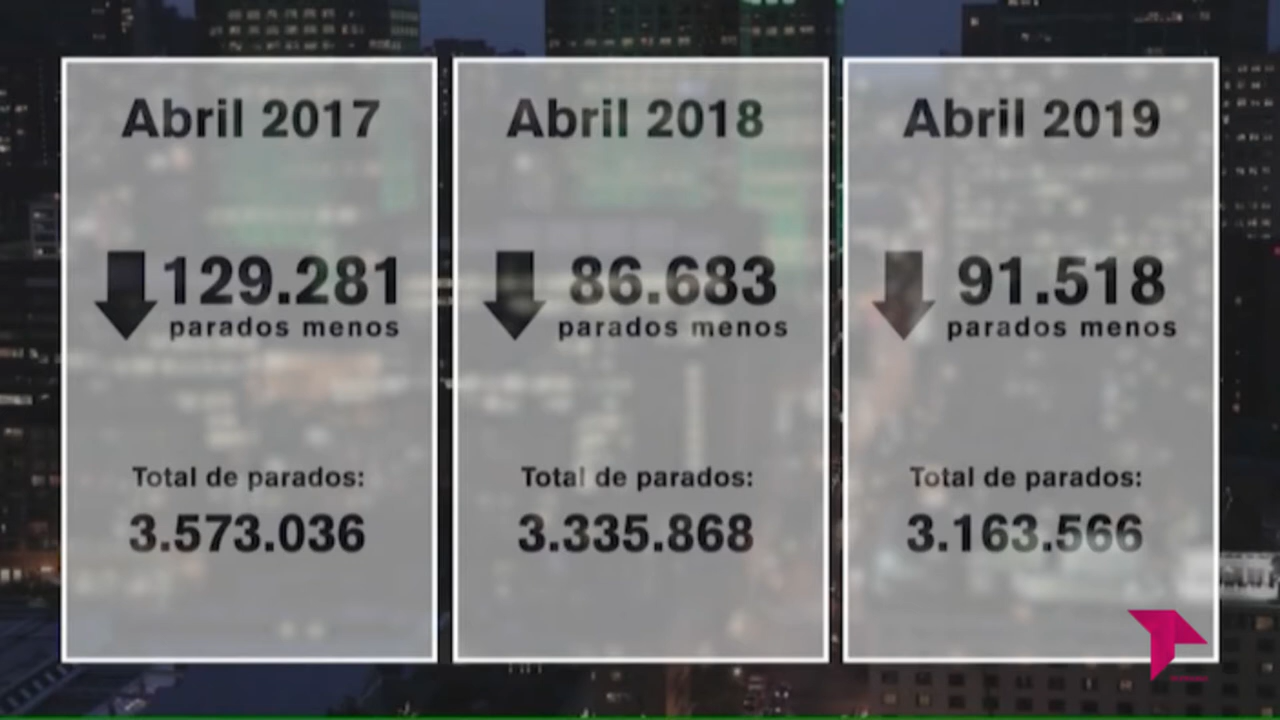 Abril 2017
129.281
parados menos
Total de parados:
3.573.036
Abril 2018
86.683
parados menos
Total de parados:
3.335.868
Abril 2019
91.518
parados menos
Total de parados:
3.163.566